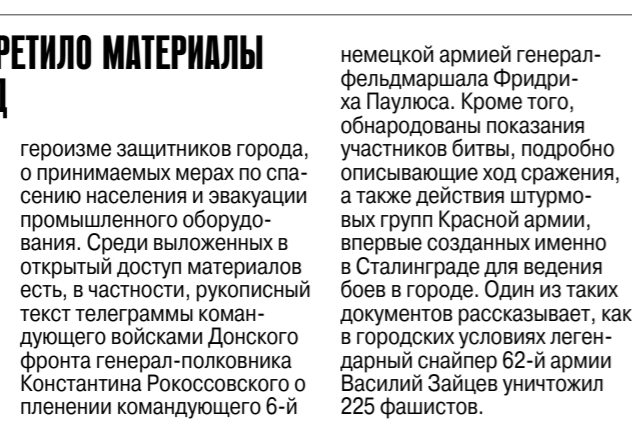 РЕТИЛО МАТЕРИАЛЫ
Д
героизме защитников города,
о принимаемых мерах по спа-
сению населения и эвакуации
промышленного оборудо-
вания. Среди выложенных в
открытый доступ материалов
есть, в частности, рукописный
текст телеграммы коман-
дующего войсками Донского
фронта генерал-полковника
Константина Рокоссовского о
пленении командующего 6-й
немецкой армией генерал-
фельдмаршала Фридри-
ха Паулюса. Кроме того,
обнародованы показания
участников битвы, подробно
описывающие ход сражения,
а также действия штурмо-
вых групп Красной армии,
впервые созданных именно
в Сталинграде для ведения
боев в городе. Один из таких
документов рассказывает, как
в городских условиях леген-
дарный снайпер 62-й армии
Василий Зайцев уничтожил
225 фашистов.